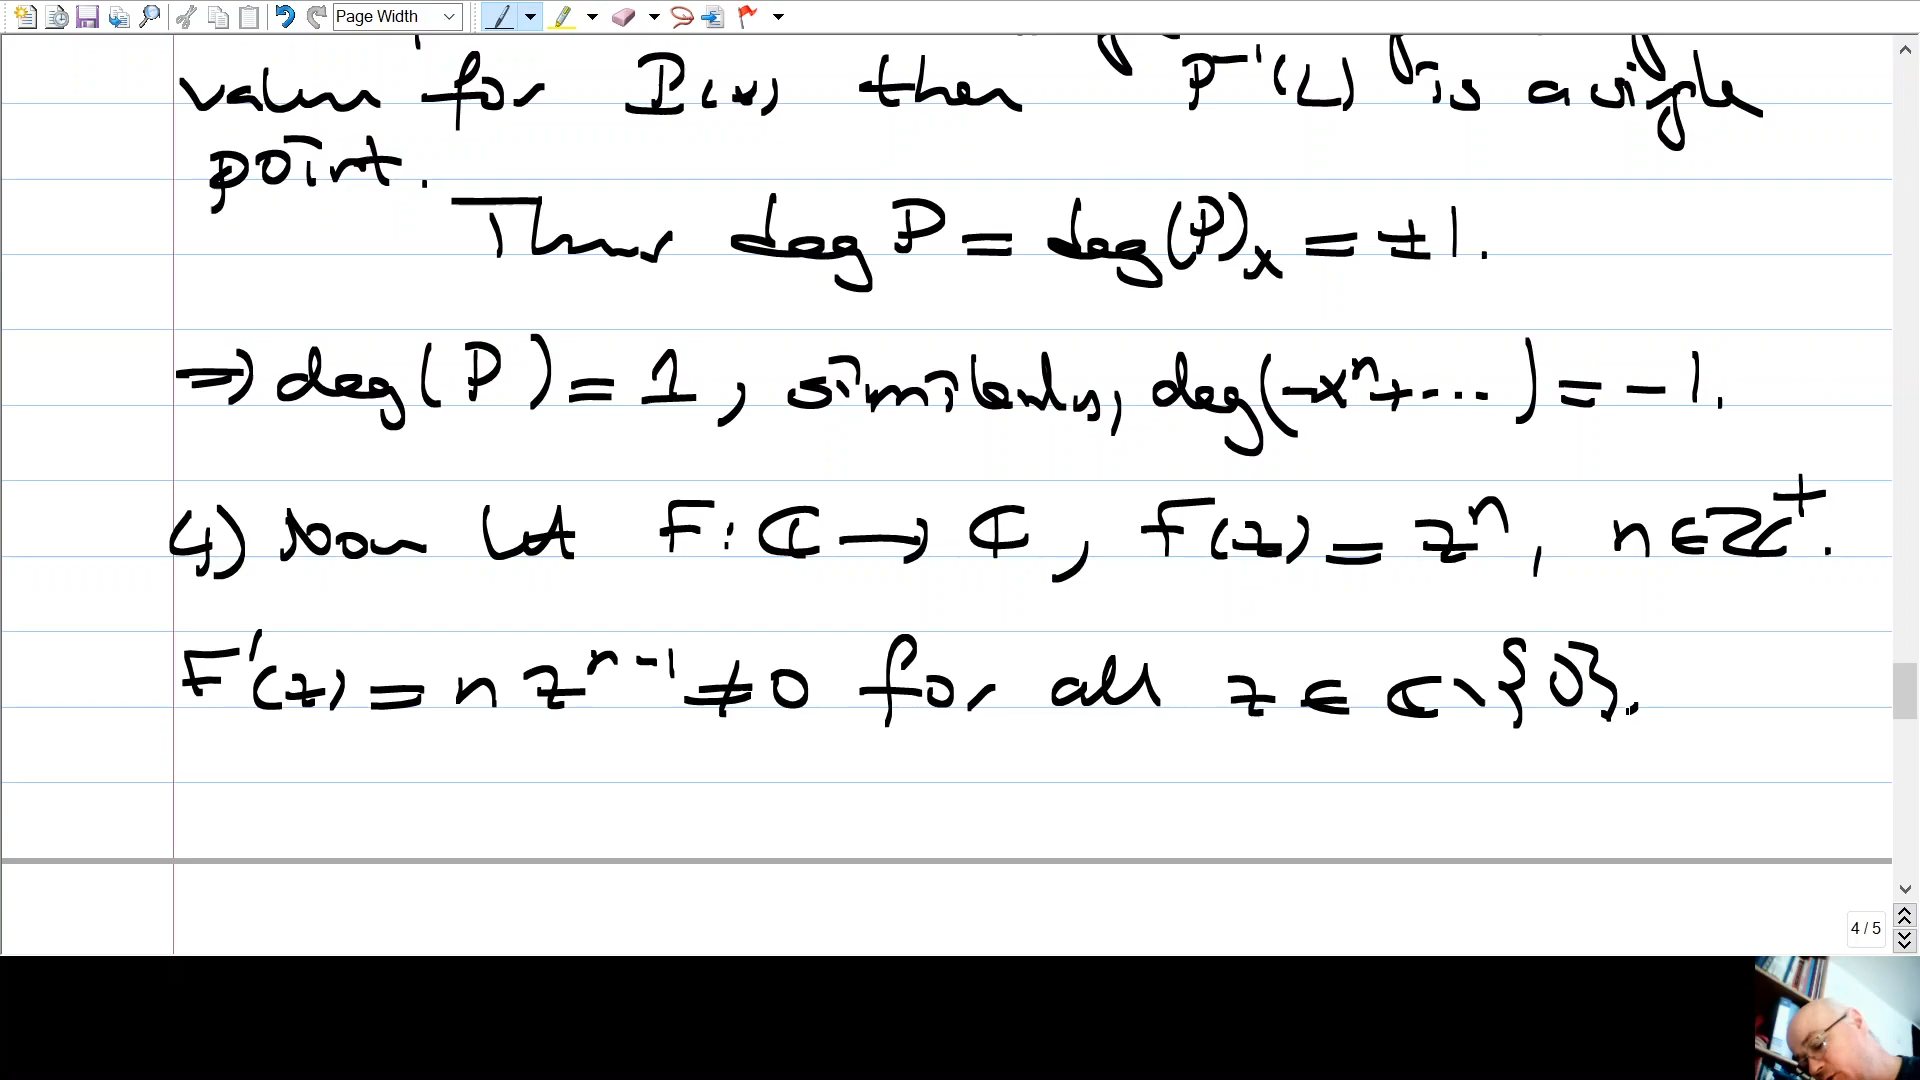 Page Width
value for P(x), then P⁻¹(L) is a single
point.
Thus deg P = deg(P)ₓ = ±1.
⇒ deg(P) = 1, similarly, deg(-xⁿ+...) = -1.
4) Now let F: ℂ → ℂ, F(z) = zⁿ, n∈ℤ⁺.
F'(z) = n zⁿ⁻¹ ≠ 0 for all z ∈ ℂ \ {0}.
4 / 5